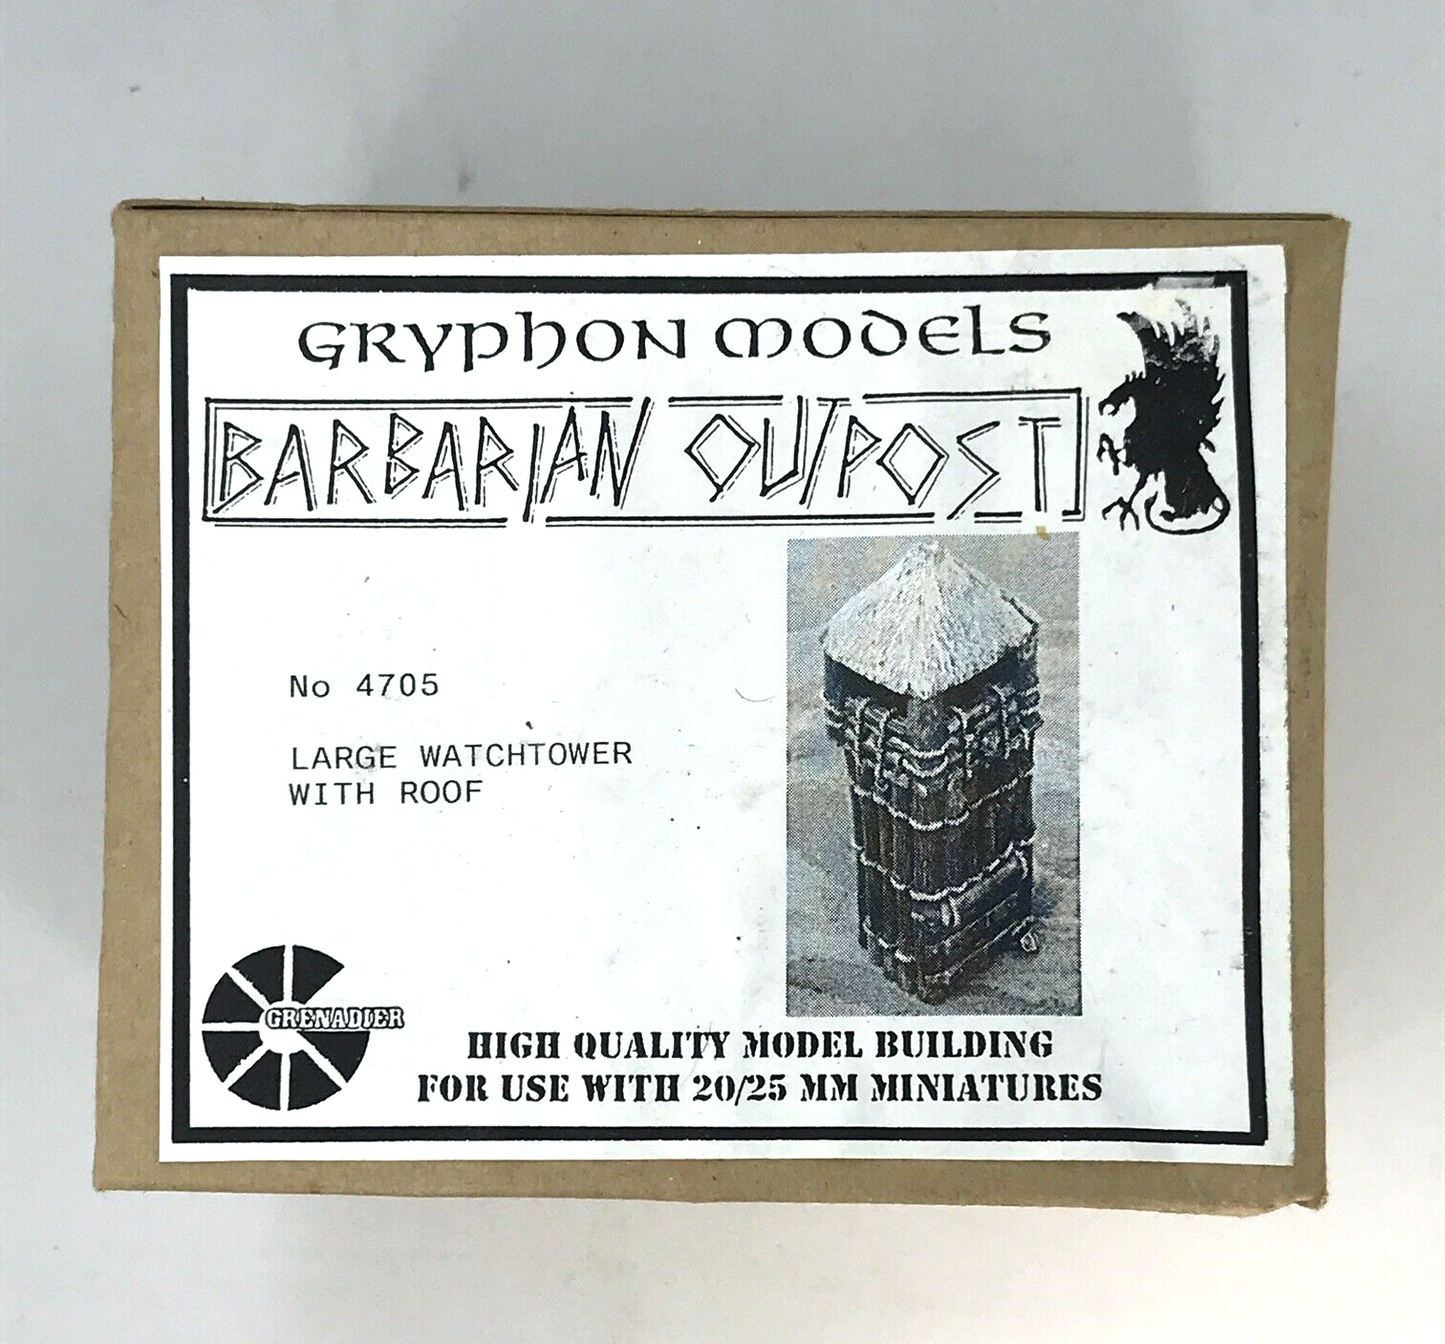 GRYPHON MODELS
BARBARIAN OUTPOST
No 4705
LARGE WATCHTOWER
WITH ROOF
GRENADIER
HIGH QUALITY MODEL BUILDING
FOR USE WITH 20/25 MM MINIATURES